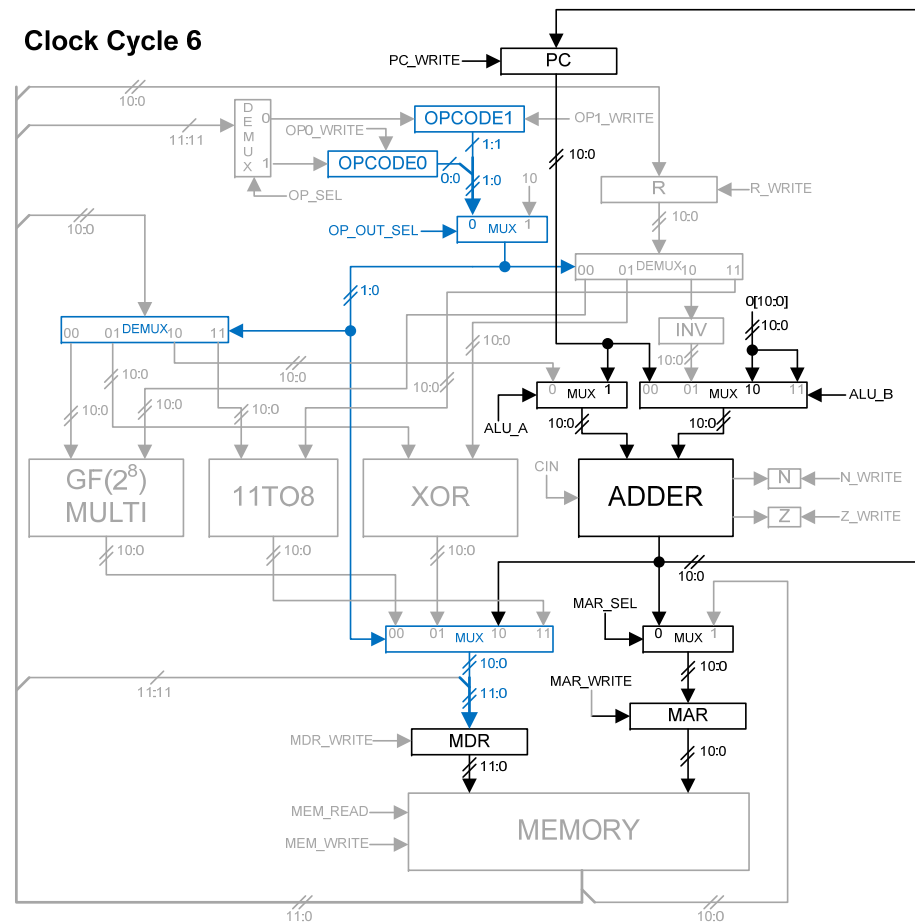 Clock Cycle 6
PC_WRITE
PC
10:0
11:11
DEMUX
0
1
OP0_WRITE
OPCODE1
OP1_WRITE
1:1
OPCODE0
0:0
1:0
10
10:0
OP_SEL
R
R_WRITE
10:0
10:0
OP_OUT_SEL
0
MUX
1
00
01
DEMUX
10
11
1:0
0[10:0]
10:0
00
01
DEMUX
10
11
10:0
INV
10:0
10:0
10:0
10:0
0
MUX
1
00
01
MUX
10
11
ALU_B
10:0
10:0
10:0
10:0
ALU_A
10:0
10:0
GF(2⁸)
MULTI
11TO8
XOR
CIN
ADDER
N
N_WRITE
Z
Z_WRITE
10:0
10:0
10:0
10:0
MAR_SEL
00
01
MUX
10
11
0
MUX
1
10:0
10:0
11:11
11:0
MAR_WRITE
MAR
MDR_WRITE
MDR
11:0
10:0
MEM_READ
MEM_WRITE
MEMORY
11:0
10:0